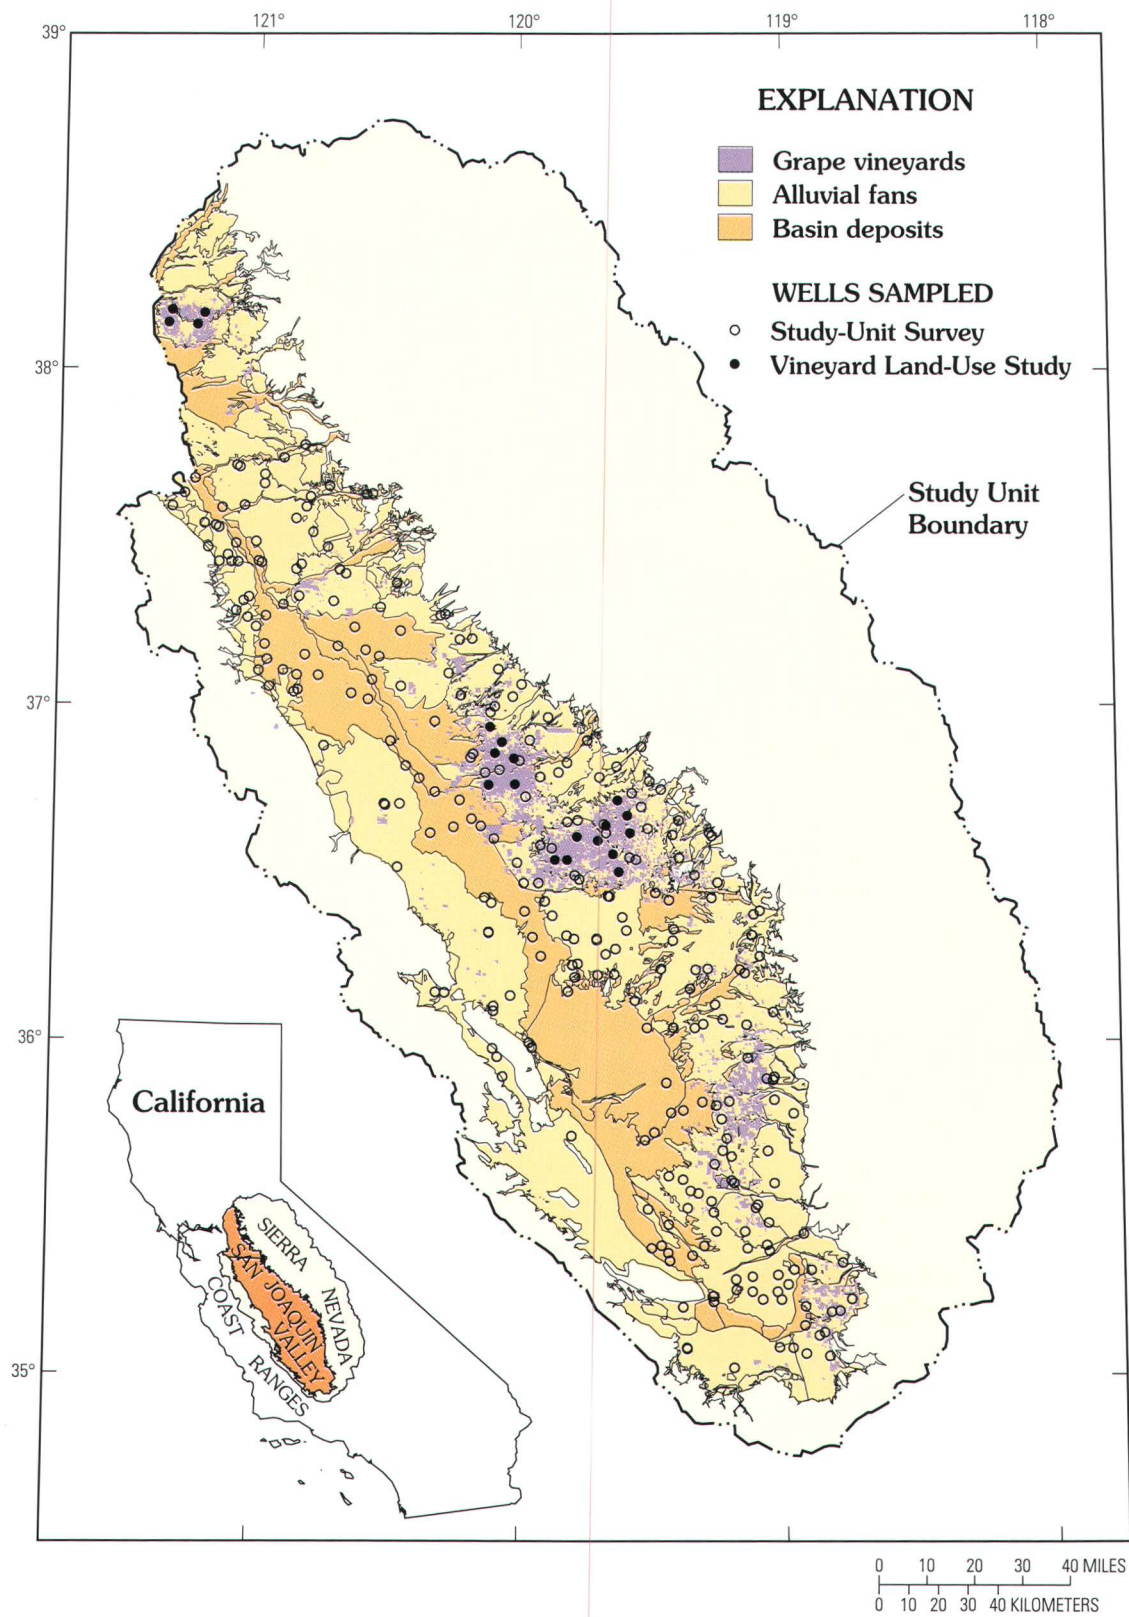 121°
120°
119°
118°
39°
38°
37°
36°
35°
EXPLANATION
Grape vineyards
Alluvial fans
Basin deposits
WELLS SAMPLED
Study-Unit Survey
Vineyard Land-Use Study
Study Unit
Boundary
California
SIERRA
NEVADA
SAN JOAQUIN
VALLEY
COAST
RANGES
0 10 20 30 40 MILES
0 10 20 30 40 KILOMETERS